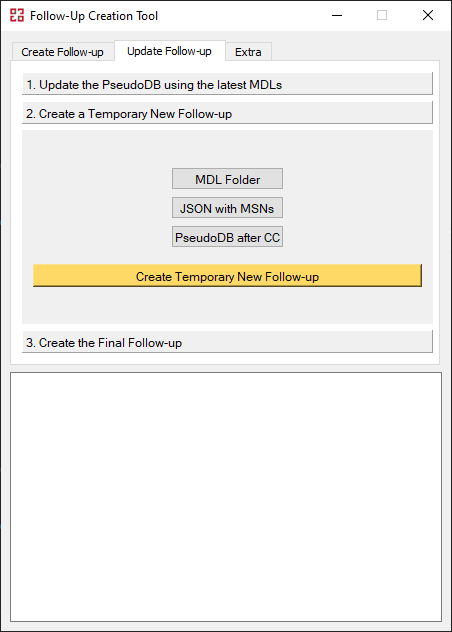 Follow-Up Creation Tool
Create Follow-up
Update Follow-up
Extra
1. Update the PseudoDB using the latest MDLs
2. Create a Temporary New Follow-up
MDL Folder
JSON with MSNs
PseudoDB after CC
Create Temporary New Follow-up
3. Create the Final Follow-up